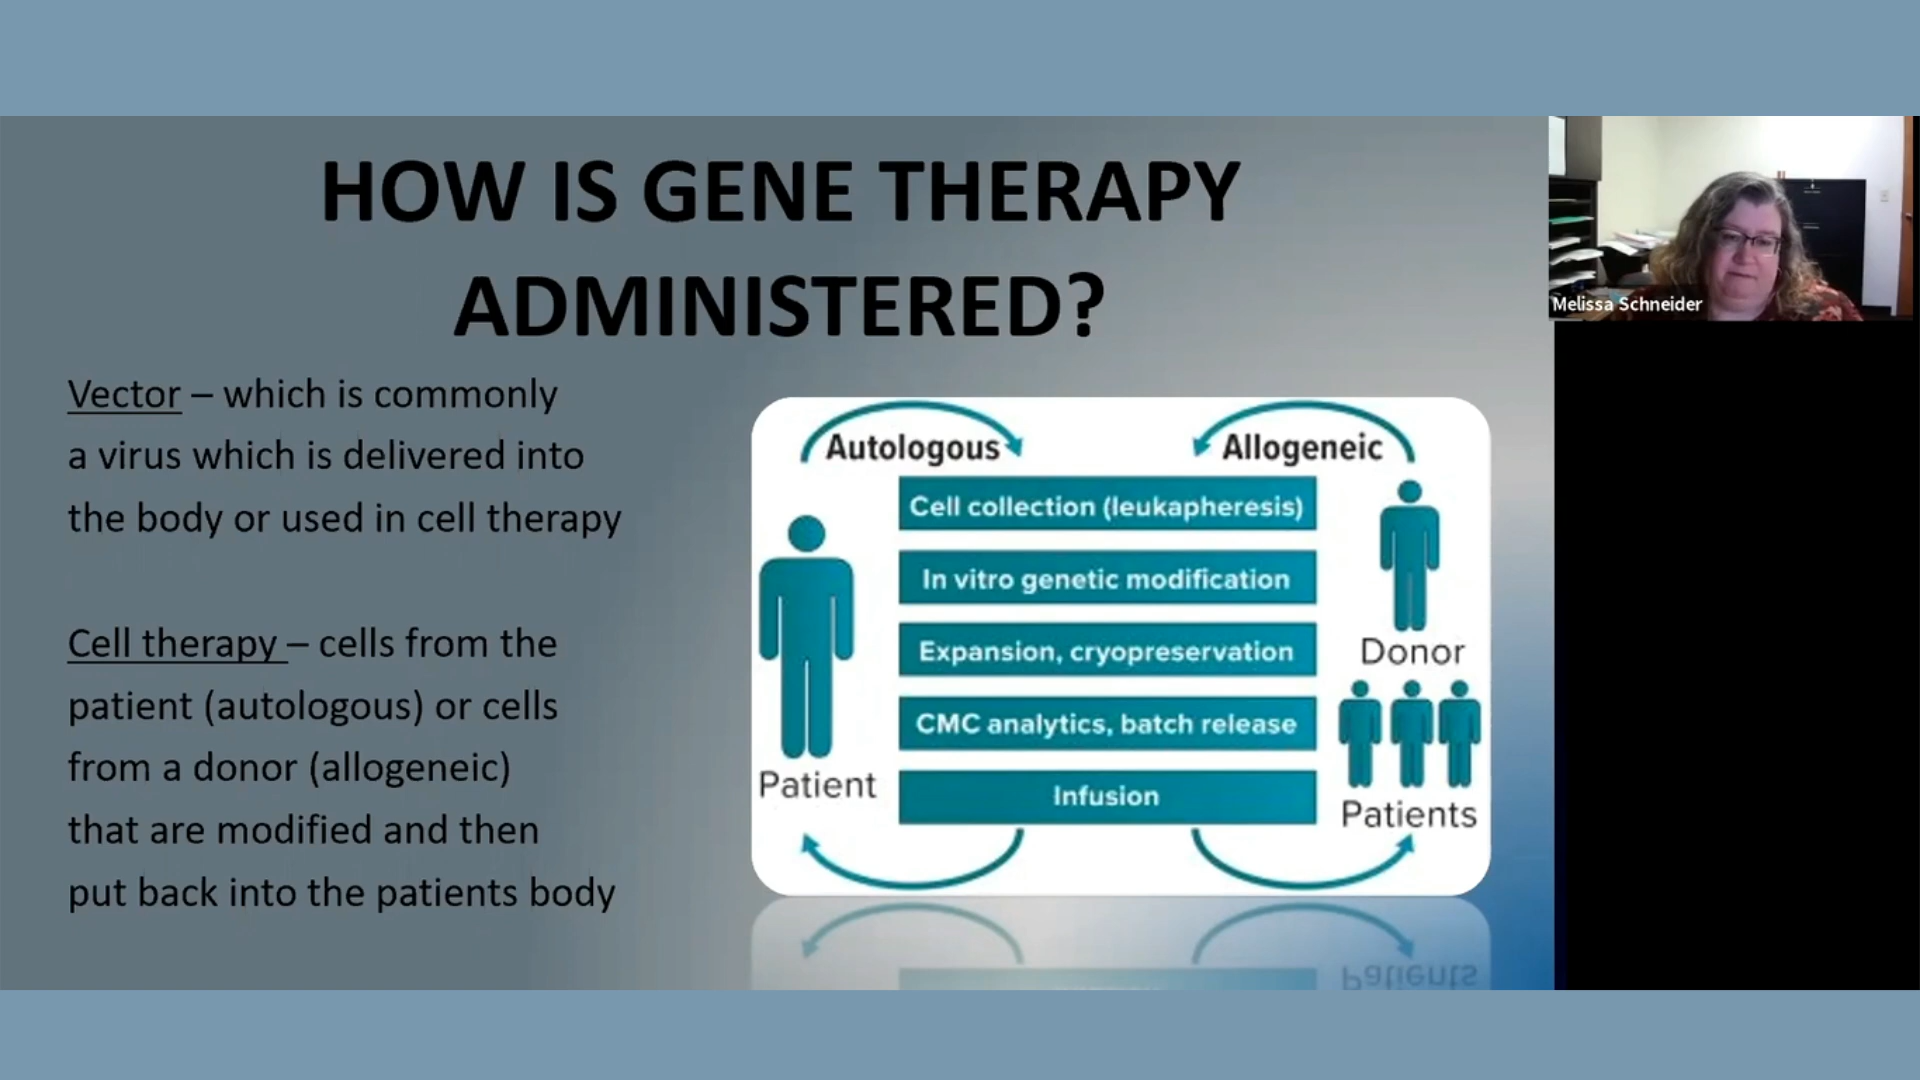 HOW IS GENE THERAPY
ADMINISTERED?
Vector – which is commonly
a virus which is delivered into
the body or used in cell therapy
Cell therapy – cells from the
patient (autologous) or cells
from a donor (allogeneic)
that are modified and then
put back into the patients body
Autologous
Allogeneic
Cell collection (leukapheresis)
In vitro genetic modification
Expansion, cryopreservation
CMC analytics, batch release
Infusion
Patient
Donor
Patients
Patients
Melissa Schneider